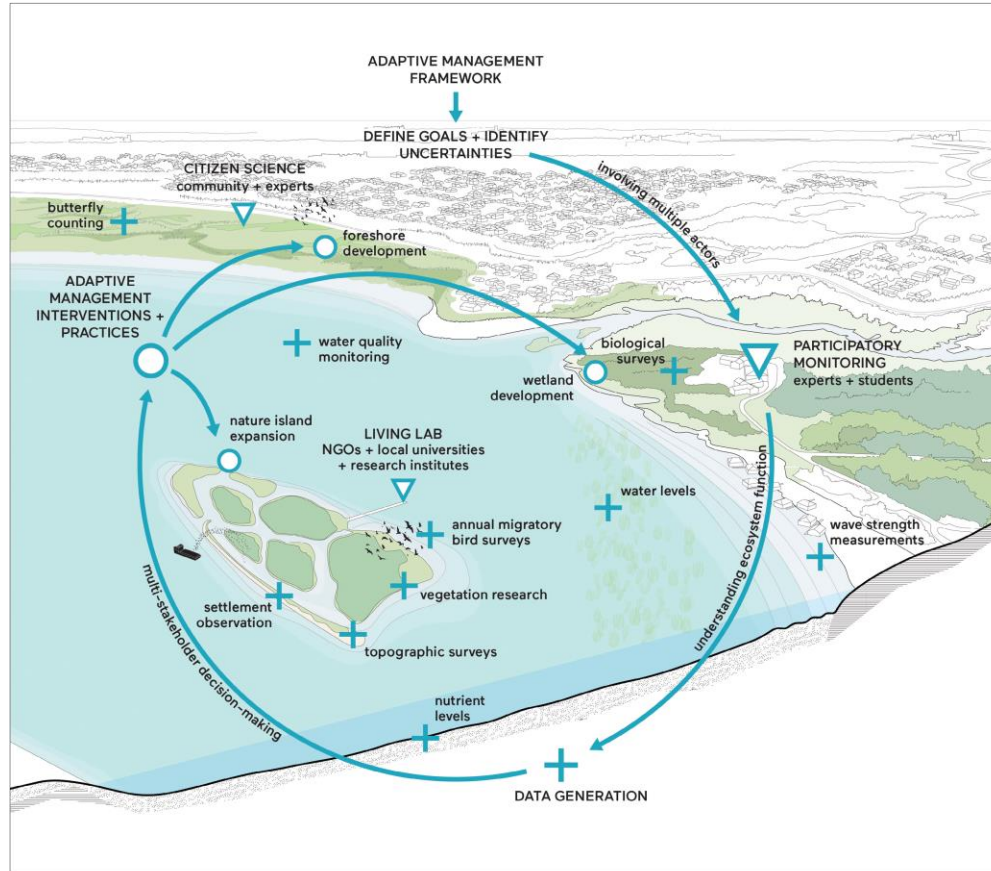 ADAPTIVE MANAGEMENT
FRAMEWORK
DEFINE GOALS + IDENTIFY
UNCERTAINTIES
involving multiple actors
CITIZEN SCIENCE
community + experts
butterfly
counting
foreshore
development
ADAPTIVE
MANAGEMENT
INTERVENTIONS +
PRACTICES
water quality
monitoring
biological
surveys
PARTICIPATORY
MONITORING
experts + students
wetland
development
nature island
expansion
LIVING LAB
NGOs + local universities
+ research institutes
water levels
annual migratory
bird surveys
wave strength
measurements
vegetation research
settlement
observation
topographic surveys
understanding ecosystem function
multi-stakeholder decision-making
nutrient
levels
DATA GENERATION